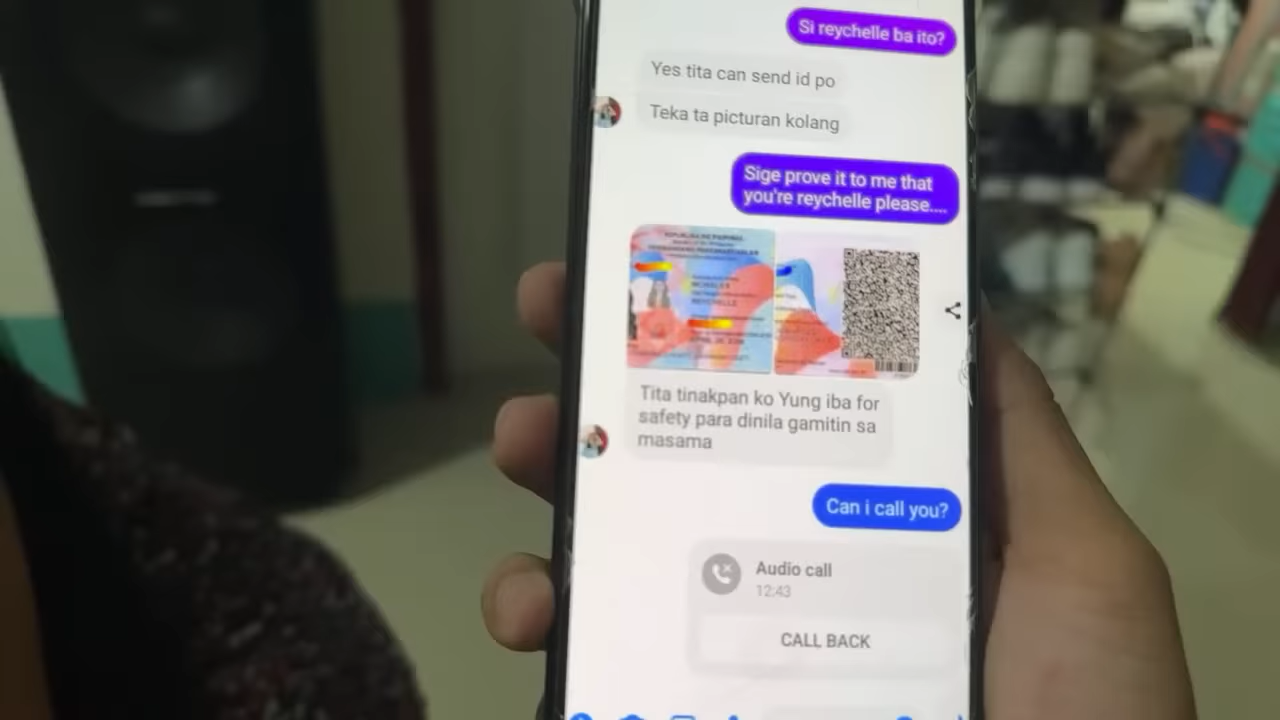 Si reychelle ba ito?
Yes tita can send id po
Teka ta picturan kolang
Sige prove it to me that
you're reychelle please....
REYCHELLE
Tita tinakpan ko Yung iba for
safety para dinila gamitin sa
masama
Can i call you?
Audio call
12:43
CALL BACK